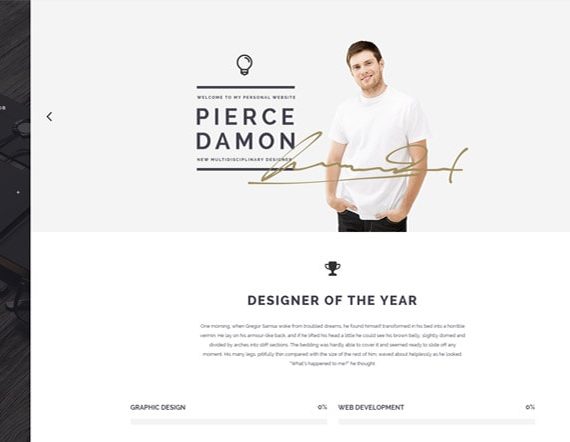 WELCOME TO MY PERSONAL WEBSITE
PIERCE
DAMON
NEW MULTIDISCIPLINARY DESIGNER
DESIGNER OF THE YEAR
One morning, when Gregor Samsa woke from troubled dreams, he found himself transformed in his bed into a horrible
vermin. He lay on his armour-like back, and if he lifted his head a little he could see his brown belly, slightly domed and
divided by arches into stiff sections. The bedding was hardly able to cover it and seemed ready to slide off any
moment. His many legs, pitifully thin compared with the size of the rest of him, waved about helplessly as he looked.
"What's happened to me?" he thought
GRAPHIC DESIGN 0%
WEB DEVELOPMENT 0%